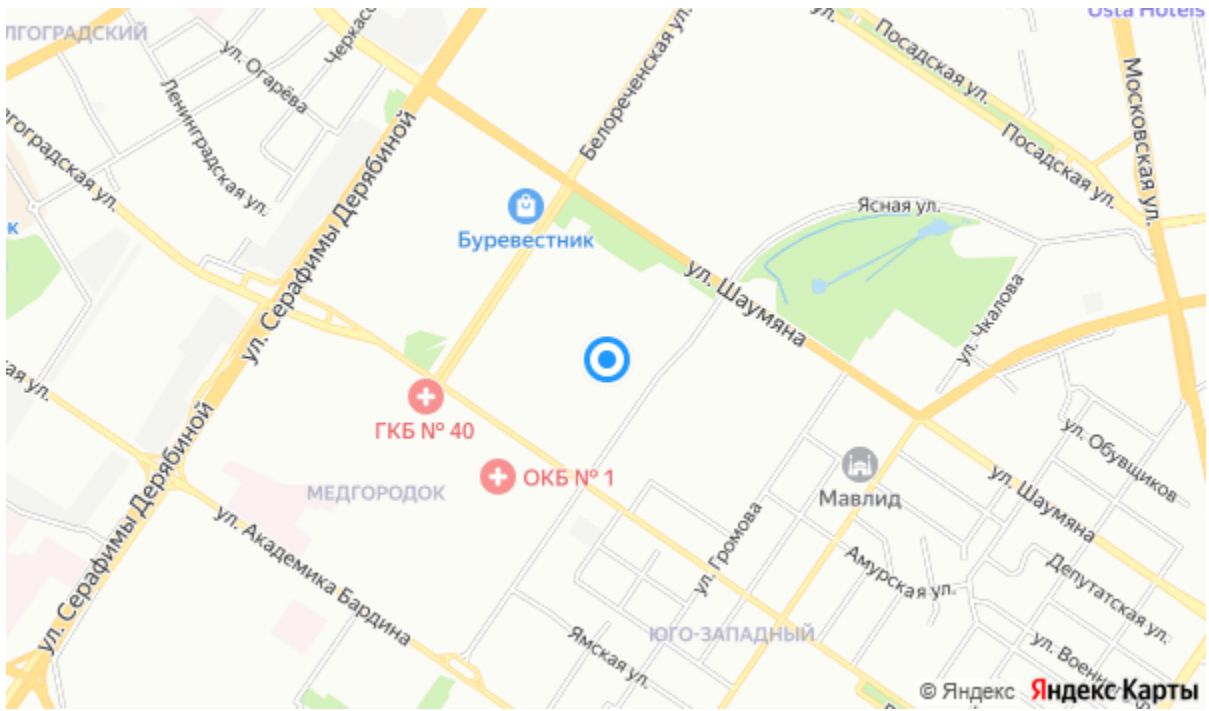 Usta Hotels
ЛГОГРАДСКИЙ
ул. Огарёва
Ленинградская ул.
ул. Серафимы Дерябиной
Белореченская ул.
Посадская ул.
Посадская ул.
Московская ул.
Ясная ул.
Буревестник
ул. Шаумяна
ул. Чкалова
ГКБ № 40
ОКБ № 1
МЕДГОРОДОК
ул. Серафимы Дерябиной
ул. Академика Бардина
Мавлид
ул. Громова
ул. Обувщиков
ул. Шаумяна
Амурская ул.
Депутатская ул.
ЮГО-ЗАПАДНЫЙ
Ямская ул.
© Яндекс Яндекс Карты